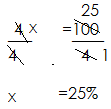 25
4 x =100
4 . 4 1
x =25%